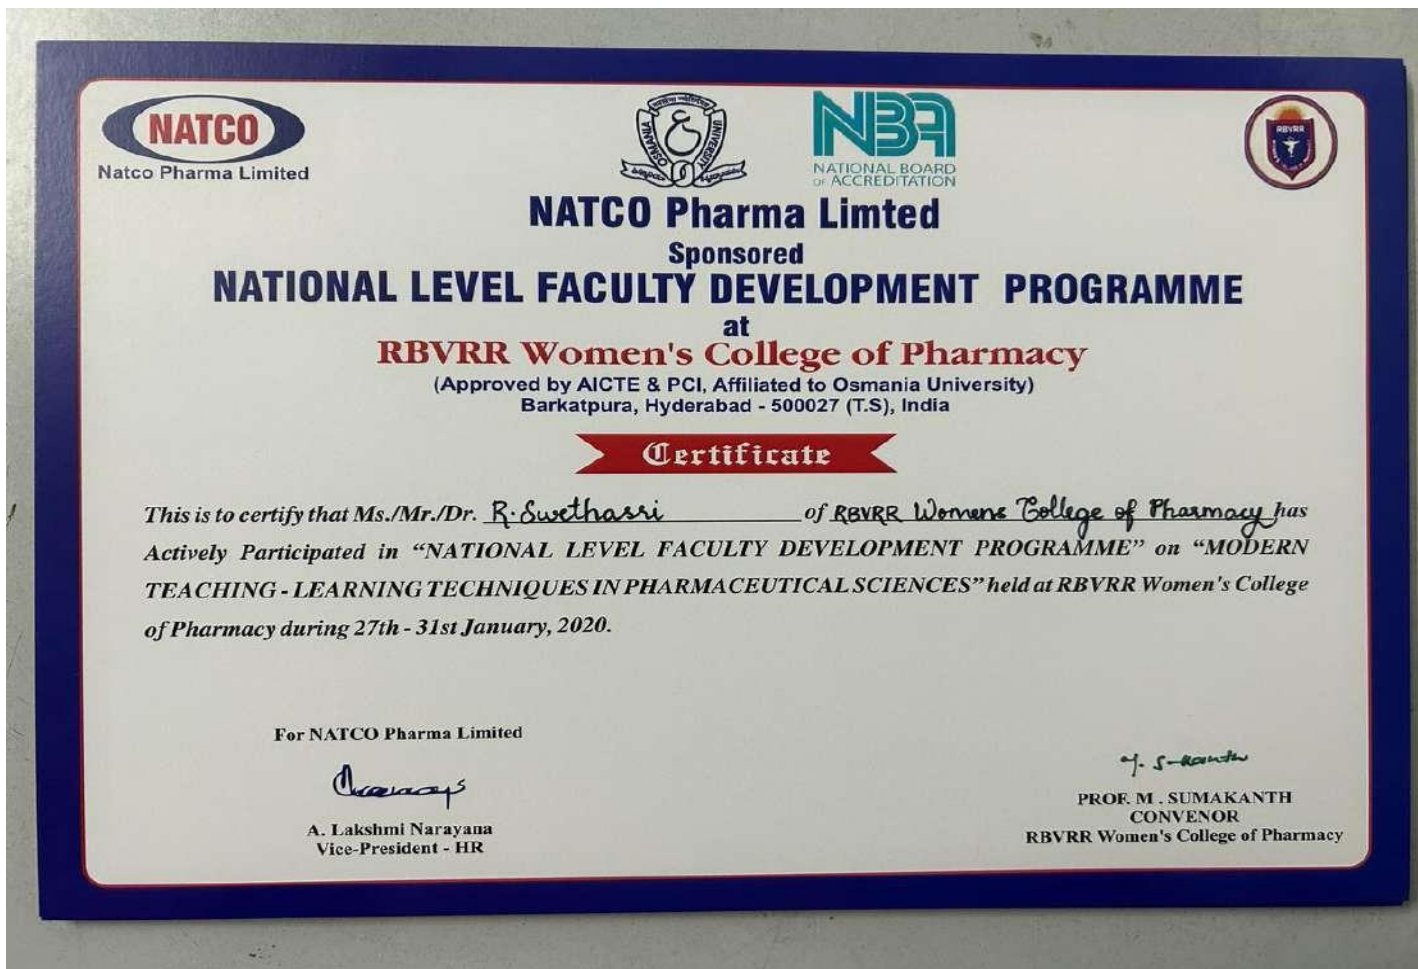 NATCO
Natco Pharma Limited
OSMANIA UNIVERSITY
NBA
NATIONAL BOARD
OF ACCREDITATION
RBVRR
NATCO Pharma Limted
Sponsored
NATIONAL LEVEL FACULTY DEVELOPMENT PROGRAMME
at
RBVRR Women's College of Pharmacy
(Approved by AICTE & PCI, Affiliated to Osmania University)
Barkatpura, Hyderabad - 500027 (T.S), India
Certificate
This is to certify that Ms./Mr./Dr. R. Swethasri of RBVRR Womens College of Pharmacy has
Actively Participated in “NATIONAL LEVEL FACULTY DEVELOPMENT PROGRAMME” on “MODERN
TEACHING - LEARNING TECHNIQUES IN PHARMACEUTICAL SCIENCES” held at RBVRR Women's College
of Pharmacy during 27th - 31st January, 2020.
For NATCO Pharma Limited
A. Lakshmi Narayana
Vice-President - HR
PROF. M . SUMAKANTH
CONVENOR
RBVRR Women's College of Pharmacy